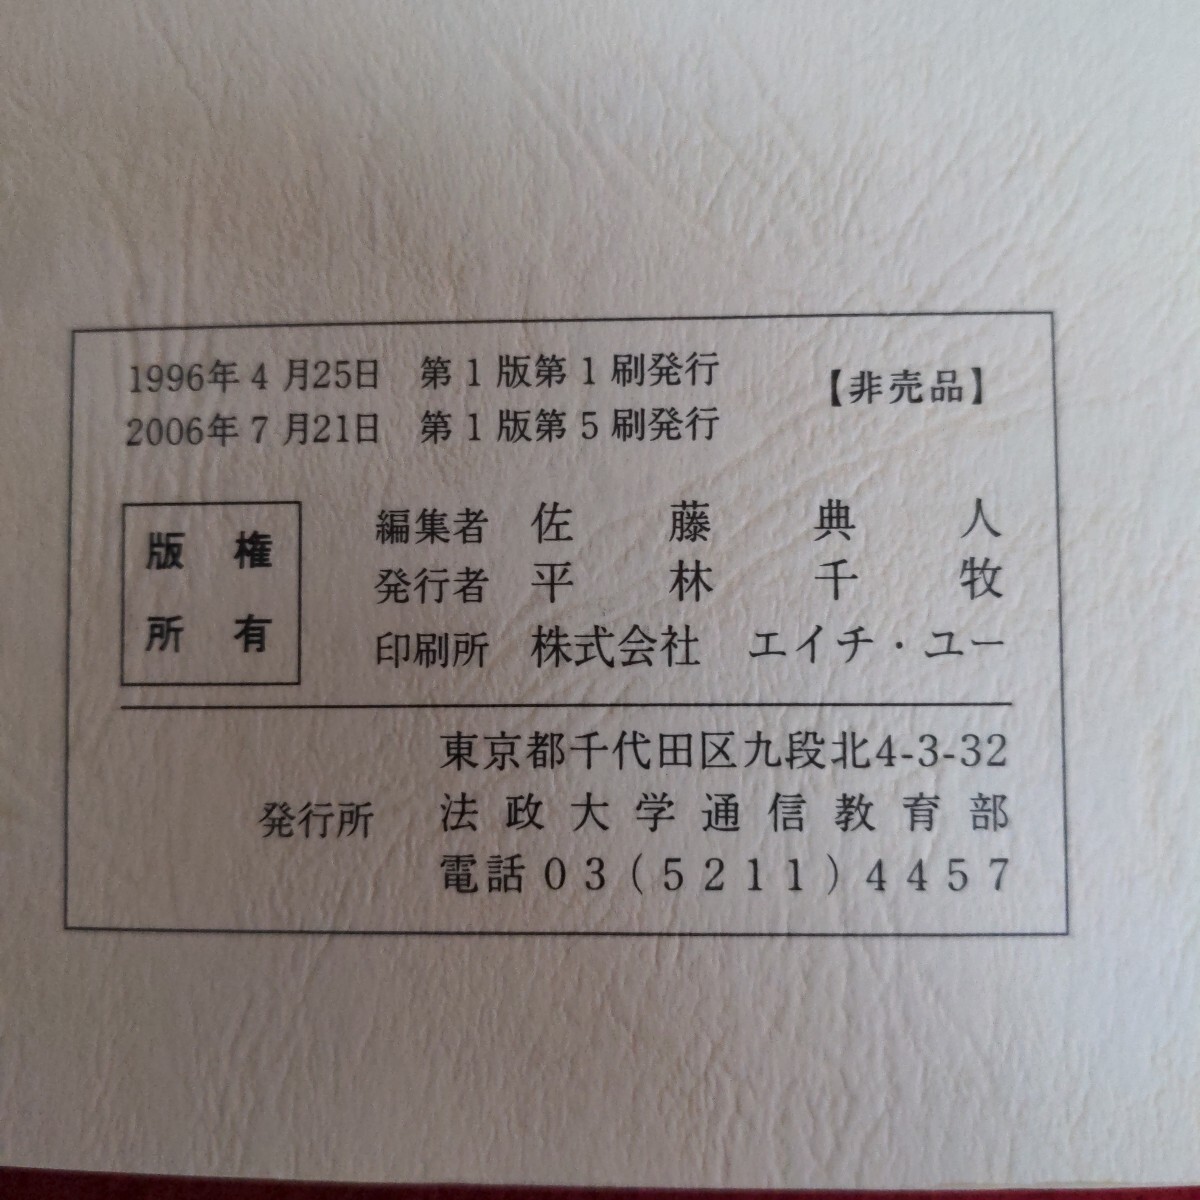 1996年4月25日 第1版第1刷発行
【非売品】
2006年7月21日 第1版第5刷発行
版権
所有
編集者 佐藤典人
発行者 平林千牧
印刷所 株式会社 エイチ・ユー
東京都千代田区九段北4-3-32
発行所 法政大学通信教育部
電話03(5211)4457